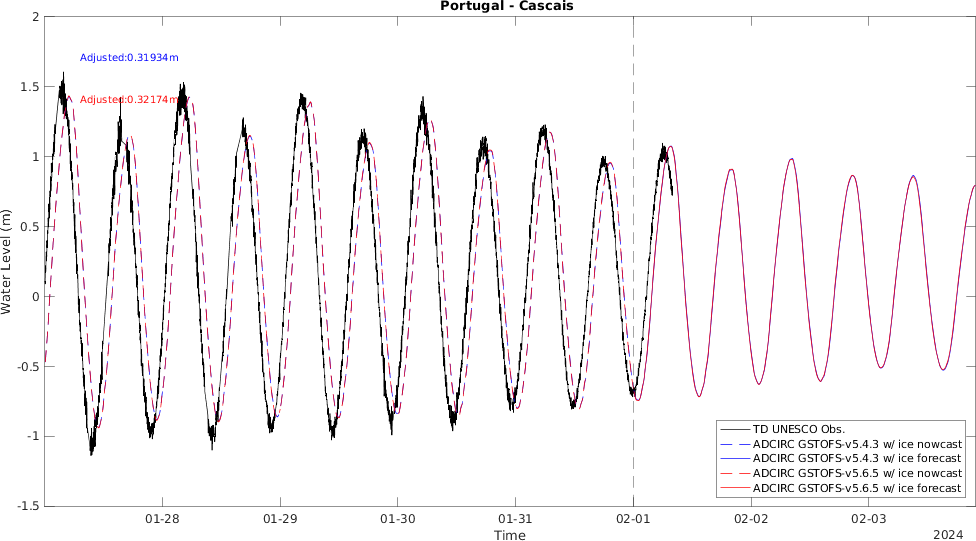 Portugal - Cascais
2
Adjusted:0.31934m
1.5
Adjusted:0.32174m
1
0.5
0
-0.5
-1
-1.5
Water Level (m)
TD UNESCO Obs.
ADCIRC GSTOFS-v5.4.3 w/ ice nowcast
ADCIRC GSTOFS-v5.4.3 w/ ice forecast
ADCIRC GSTOFS-v5.6.5 w/ ice nowcast
ADCIRC GSTOFS-v5.6.5 w/ ice forecast
01-28 01-29 01-30 01-31 02-01 02-02 02-03
Time
2024